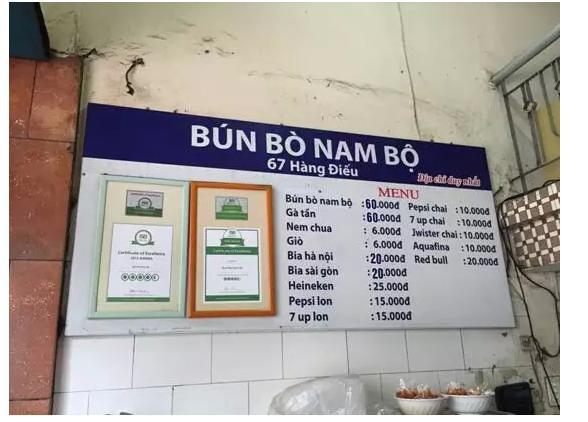 BÚN BÒ NAM BỘ
67 Hàng Điếu
Địa chỉ duy nhất
MENU
Bún bò nam bộ : 60.000đ
Gà tần : 60.000đ
Nem chua : 6.000đ
Giò : 6.000đ
Bia hà nội : 20.000đ
Bia sài gòn : 20.000đ
Heineken : 25.000đ
Pepsi lon : 15.000đ
7 up lon : 15.000đ
Pepsi chai : 10.000đ
7 up chai : 10.000đ
Jwister chai : 10.000đ
Aquafina : 10.000đ
Red bull : 20.000đ
Certificate of Excellence
Certificate of Excellence